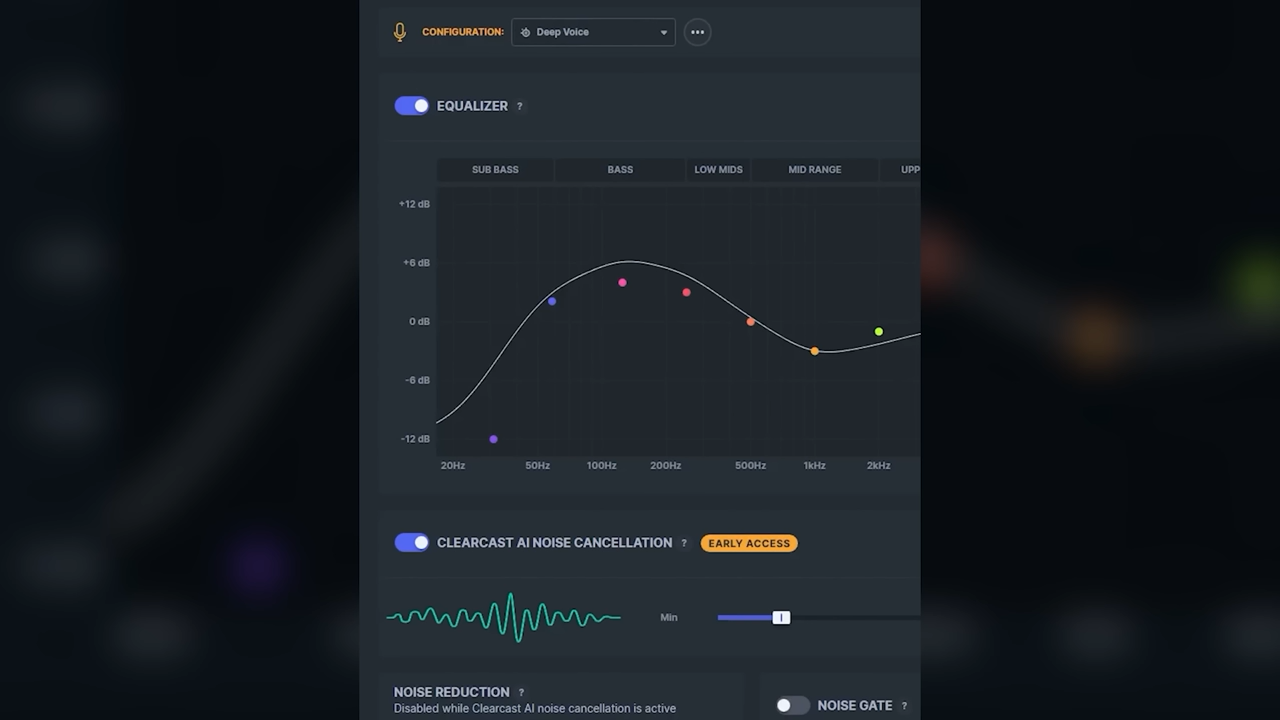 CONFIGURATION: Deep Voice
EQUALIZER ?
SUB BASS BASS LOW MIDS MID RANGE UPP
+12 dB
+6 dB
0 dB
-6 dB
-12 dB
20Hz 50Hz 100Hz 200Hz 500Hz 1kHz 2kHz
CLEARCAST AI NOISE CANCELLATION ? EARLY ACCESS
Min
NOISE REDUCTION ?
Disabled while Clearcast AI noise cancellation is active
NOISE GATE ?